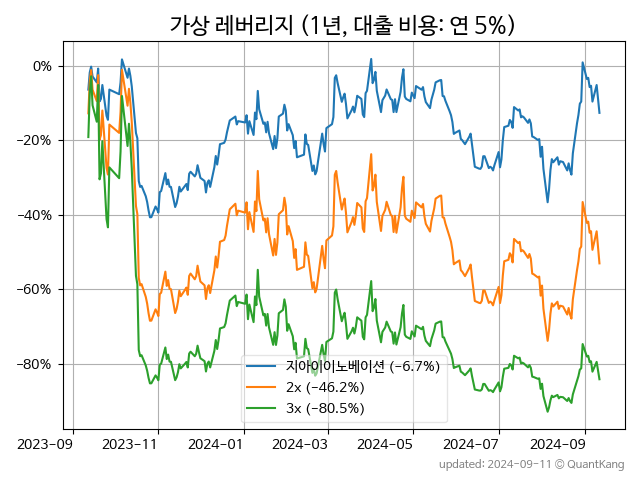 가상 레버리지 (1년, 대출 비용: 연 5%)
0%
−20%
−40%
−60%
−80%
지아이이노베이션 (−6.7%)
2x (−46.2%)
3x (−80.5%)
2023-09 2023-11 2024-01 2024-03 2024-05 2024-07 2024-09
updated: 2024-09-11 © QuantKang